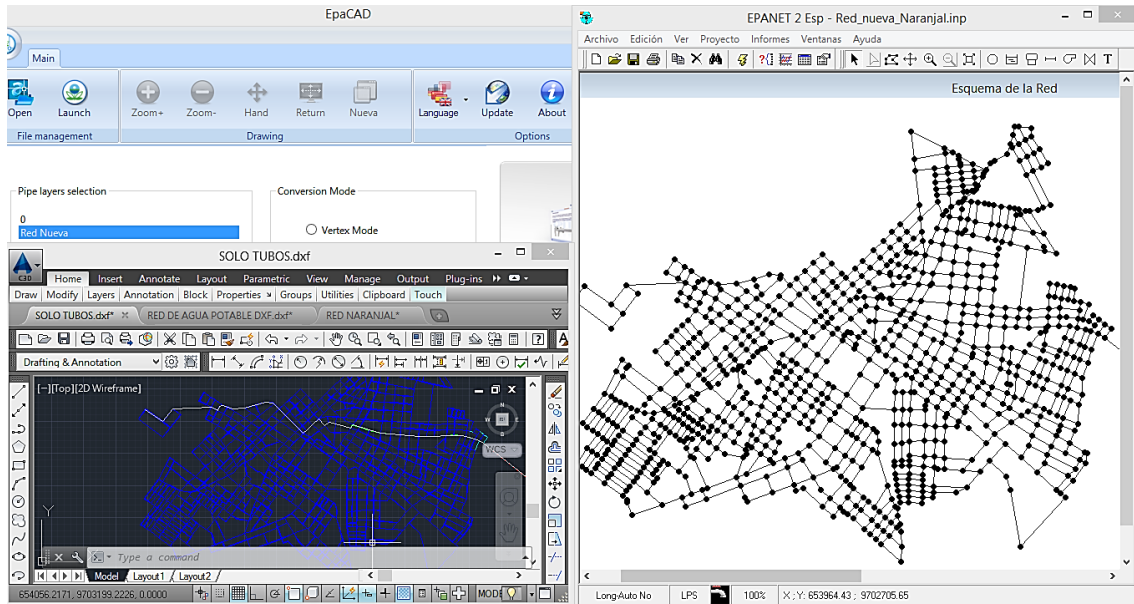 EpaCAD
Main
Open
Launch
Zoom+
Zoom-
Hand
Return
Nueva
Language
Update
About
File management
Drawing
Options
Pipe layers selection
0
Red Nueva
Conversion Mode
Vertex Mode
SOLO TUBOS.dxf
C3D
Home Insert Annotate Layout Parametric View Manage Output Plug-ins
Draw Modify Layers Annotation Block Properties Groups Utilities Clipboard Touch
SOLO TUBOS.dxf* RED DE AGUA POTABLE DXF.dxf* RED NARANJAL*
Drafting & Annotation
[−][Top][2D Wireframe]
N
WCS
Y
Type a command
Model Layout1 Layout2
654056.2171, 9703199.2226, 0.0000
MODE
EPANET 2 Esp - Red_nueva_Naranjal.inp
Archivo Edición Ver Proyecto Informes Ventanas Ayuda
T
Esquema de la Red
Long-Auto No LPS 100% X ; Y: 653964.43 ; 9702705.65